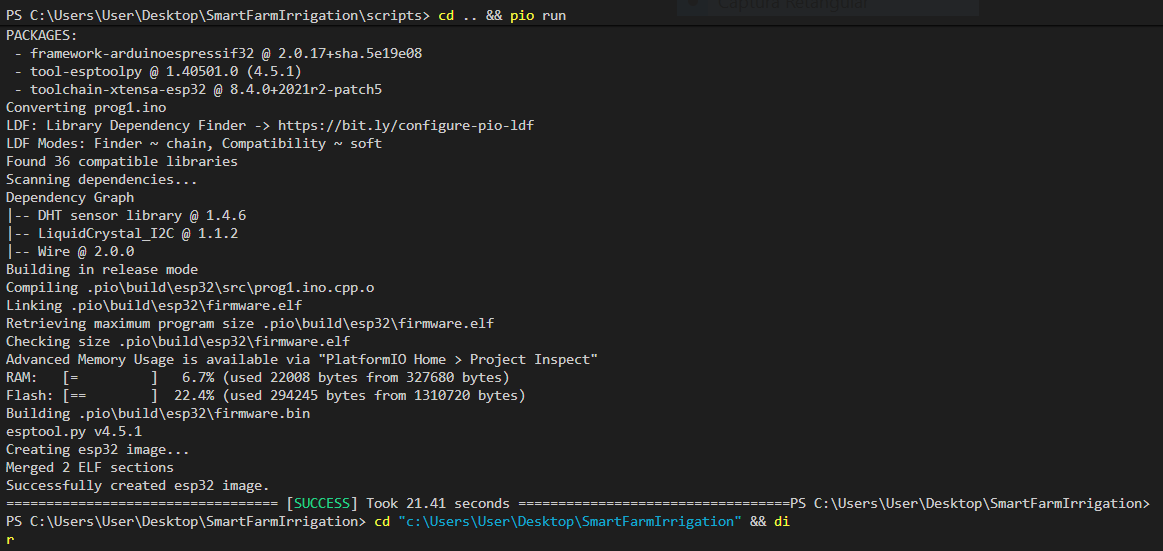 Captura retangular
PS C:\Users\User\Desktop\SmartFarmIrrigation\scripts> cd .. && pio run
PACKAGES:
 - framework-arduinoespressif32 @ 2.0.17+sha.5e19e08
 - tool-esptoolpy @ 1.40501.0 (4.5.1)
 - toolchain-xtensa-esp32 @ 8.4.0+2021r2-patch5
Converting prog1.ino
LDF: Library Dependency Finder -> https://bit.ly/configure-pio-ldf
LDF Modes: Finder ~ chain, Compatibility ~ soft
Found 36 compatible libraries
Scanning dependencies...
Dependency Graph
|-- DHT sensor library @ 1.4.6
|-- LiquidCrystal_I2C @ 1.1.2
|-- Wire @ 2.0.0
Building in release mode
Compiling .pio\build\esp32\src\prog1.ino.cpp.o
Linking .pio\build\esp32\firmware.elf
Retrieving maximum program size .pio\build\esp32\firmware.elf
Checking size .pio\build\esp32\firmware.elf
Advanced Memory Usage is available via "PlatformIO Home > Project Inspect"
RAM:   [=         ]   6.7% (used 22008 bytes from 327680 bytes)
Flash: [==        ]  22.4% (used 294245 bytes from 1310720 bytes)
Building .pio\build\esp32\firmware.bin
esptool.py v4.5.1
Creating esp32 image...
Merged 2 ELF sections
Successfully created esp32 image.
================================== [SUCCESS] Took 21.41 seconds ==================================PS C:\Users\User\Desktop\SmartFarmIrrigation>
PS C:\Users\User\Desktop\SmartFarmIrrigation> cd "c:\Users\User\Desktop\SmartFarmIrrigation" && di
r